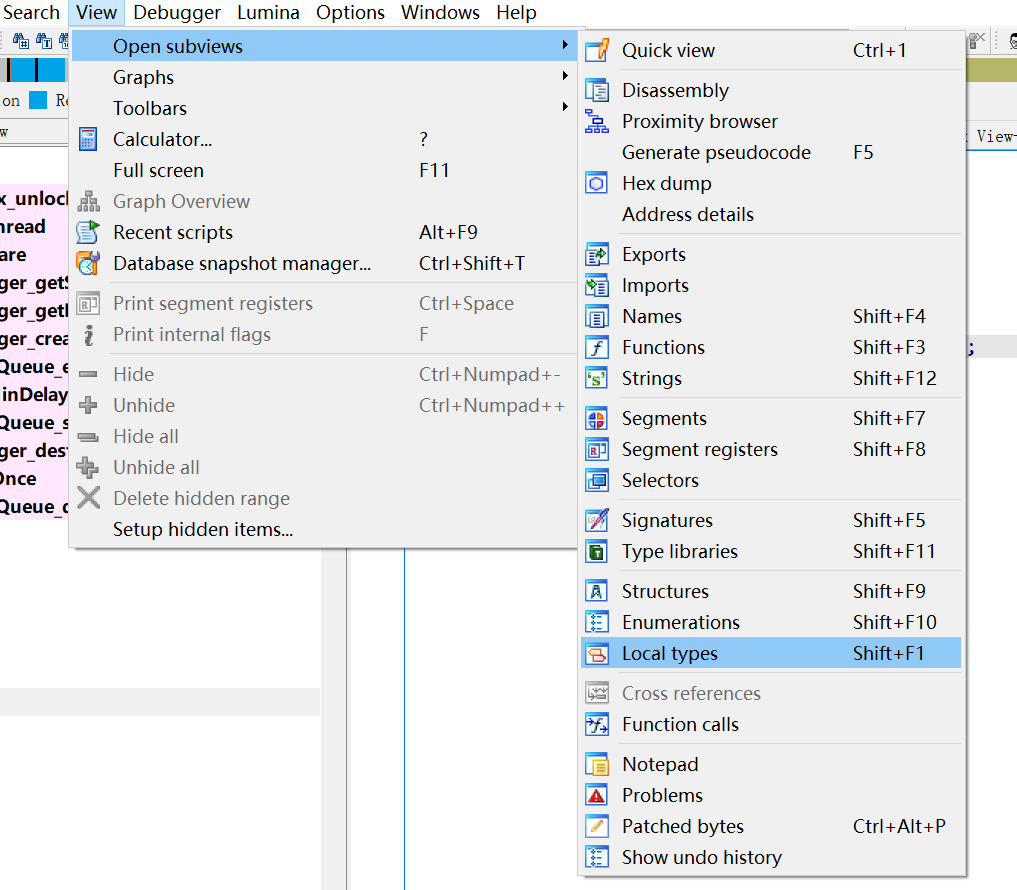 Search View Debugger Lumina Options Windows Help
Open subviews
Graphs
Toolbars
Calculator... ?
Full screen F11
Graph Overview
Recent scripts Alt+F9
Database snapshot manager... Ctrl+Shift+T
Print segment registers Ctrl+Space
Print internal flags F
Hide Ctrl+Numpad+-
Unhide Ctrl+Numpad++
Hide all
Unhide all
Delete hidden range
Setup hidden items...
Quick view Ctrl+1
Disassembly
Proximity browser
Generate pseudocode F5
Hex dump
Address details
Exports
Imports
Names Shift+F4
Functions Shift+F3
Strings Shift+F12
Segments Shift+F7
Segment registers Shift+F8
Selectors
Signatures Shift+F5
Type libraries Shift+F11
Structures Shift+F9
Enumerations Shift+F10
Local types Shift+F1
Cross references
Function calls
Notepad
Problems
Patched bytes Ctrl+Alt+P
Show undo history
on Re
w
x_unloc
hread
are
ger_get
ger_get
ger_crea
Queue_e
inDelay
Queue_s
ger_des
Once
Queue_c
View-
;